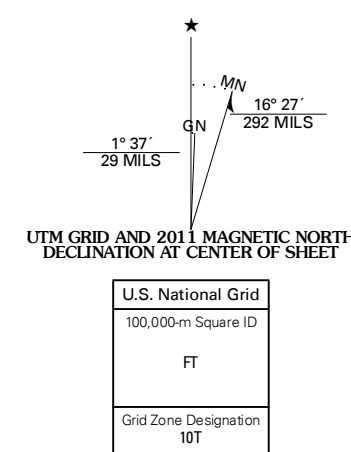 ★
MN
16° 27´
292 MILS
GN
1° 37´
29 MILS
UTM GRID AND 2011 MAGNETIC NORTH
DECLINATION AT CENTER OF SHEET
U.S. National Grid
100,000-m Square ID
FT
Grid Zone Designation
10T